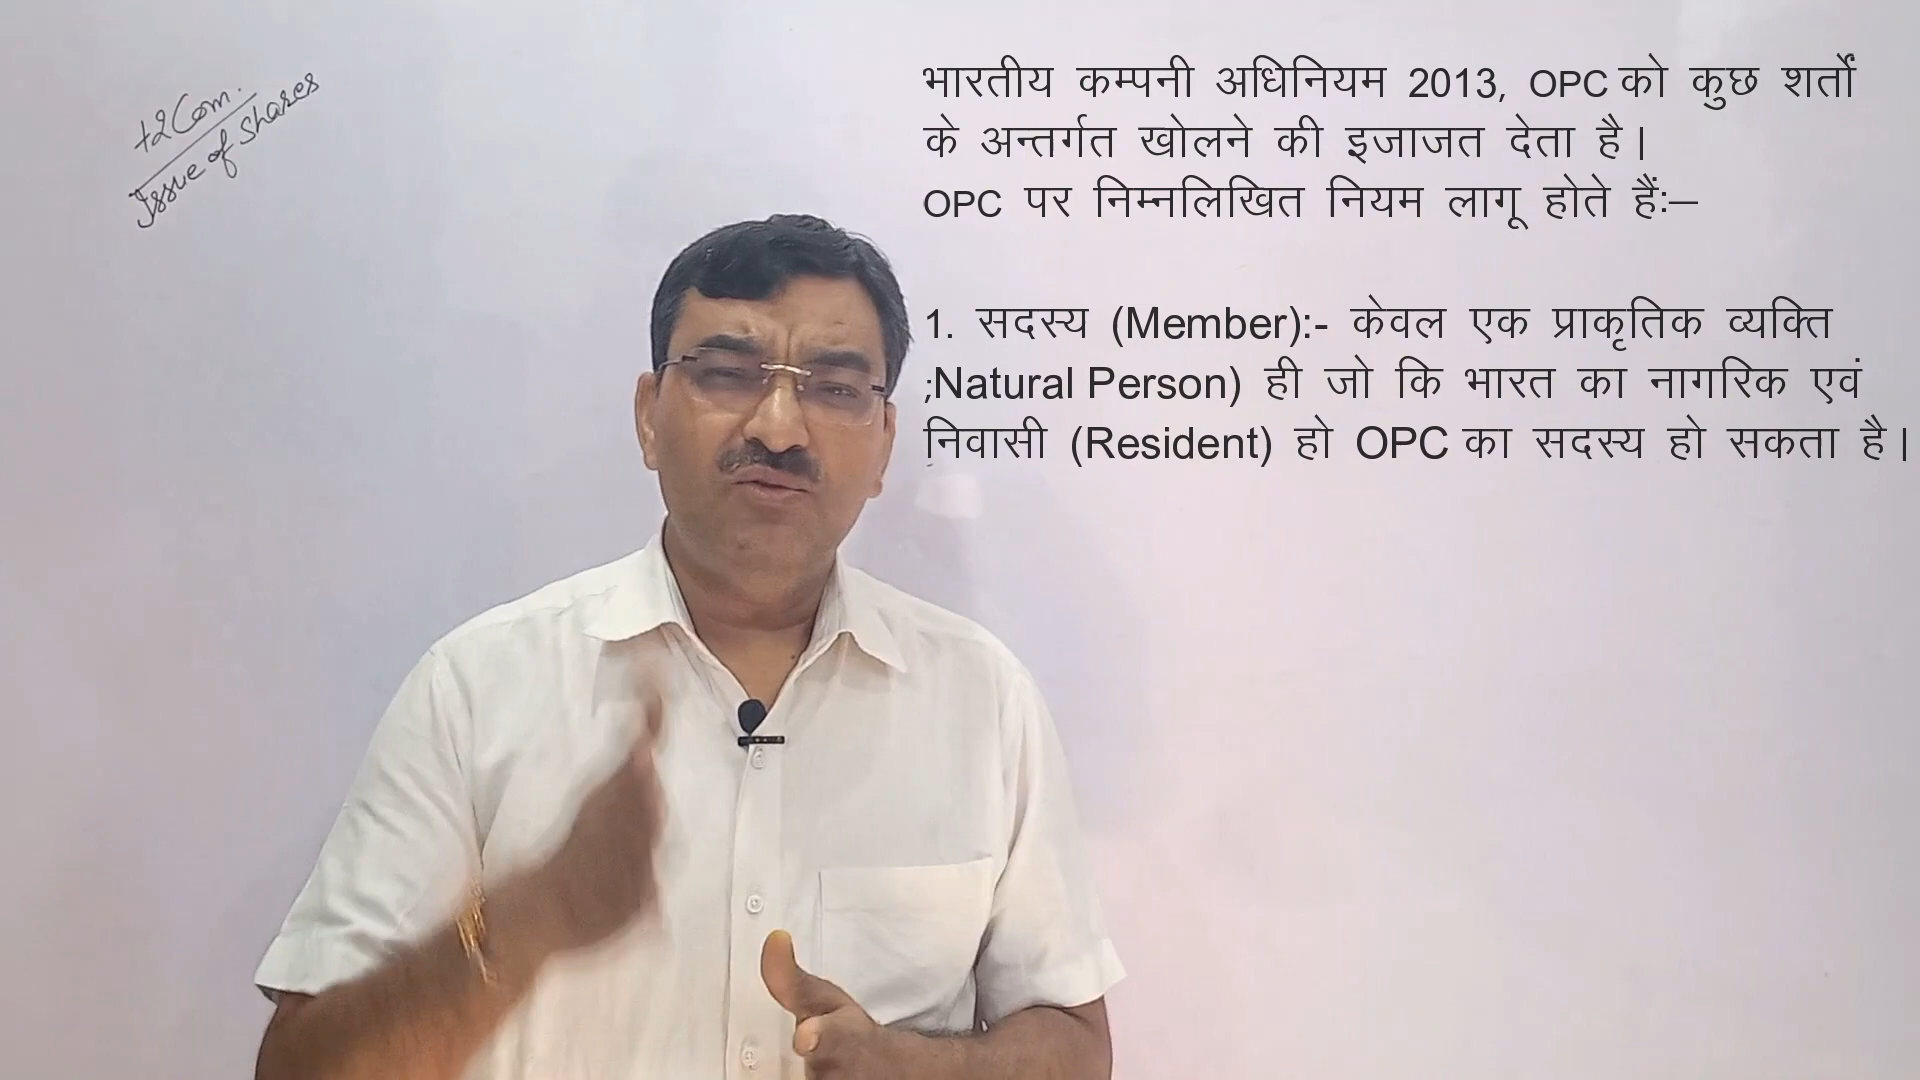 +2 Com.
Issue of Shares
भारतीय कम्पनी अधिनियम 2013, OPC को कुछ शर्तों
के अन्तर्गत खोलने की इजाजत देता है।
OPC पर निम्नलिखित नियम लागू होते हैंः–
1. सदस्य (Member):- केवल एक प्राकृतिक व्यक्ति
;Natural Person) ही जो कि भारत का नागरिक एवं
निवासी (Resident) हो OPC का सदस्य हो सकता है।